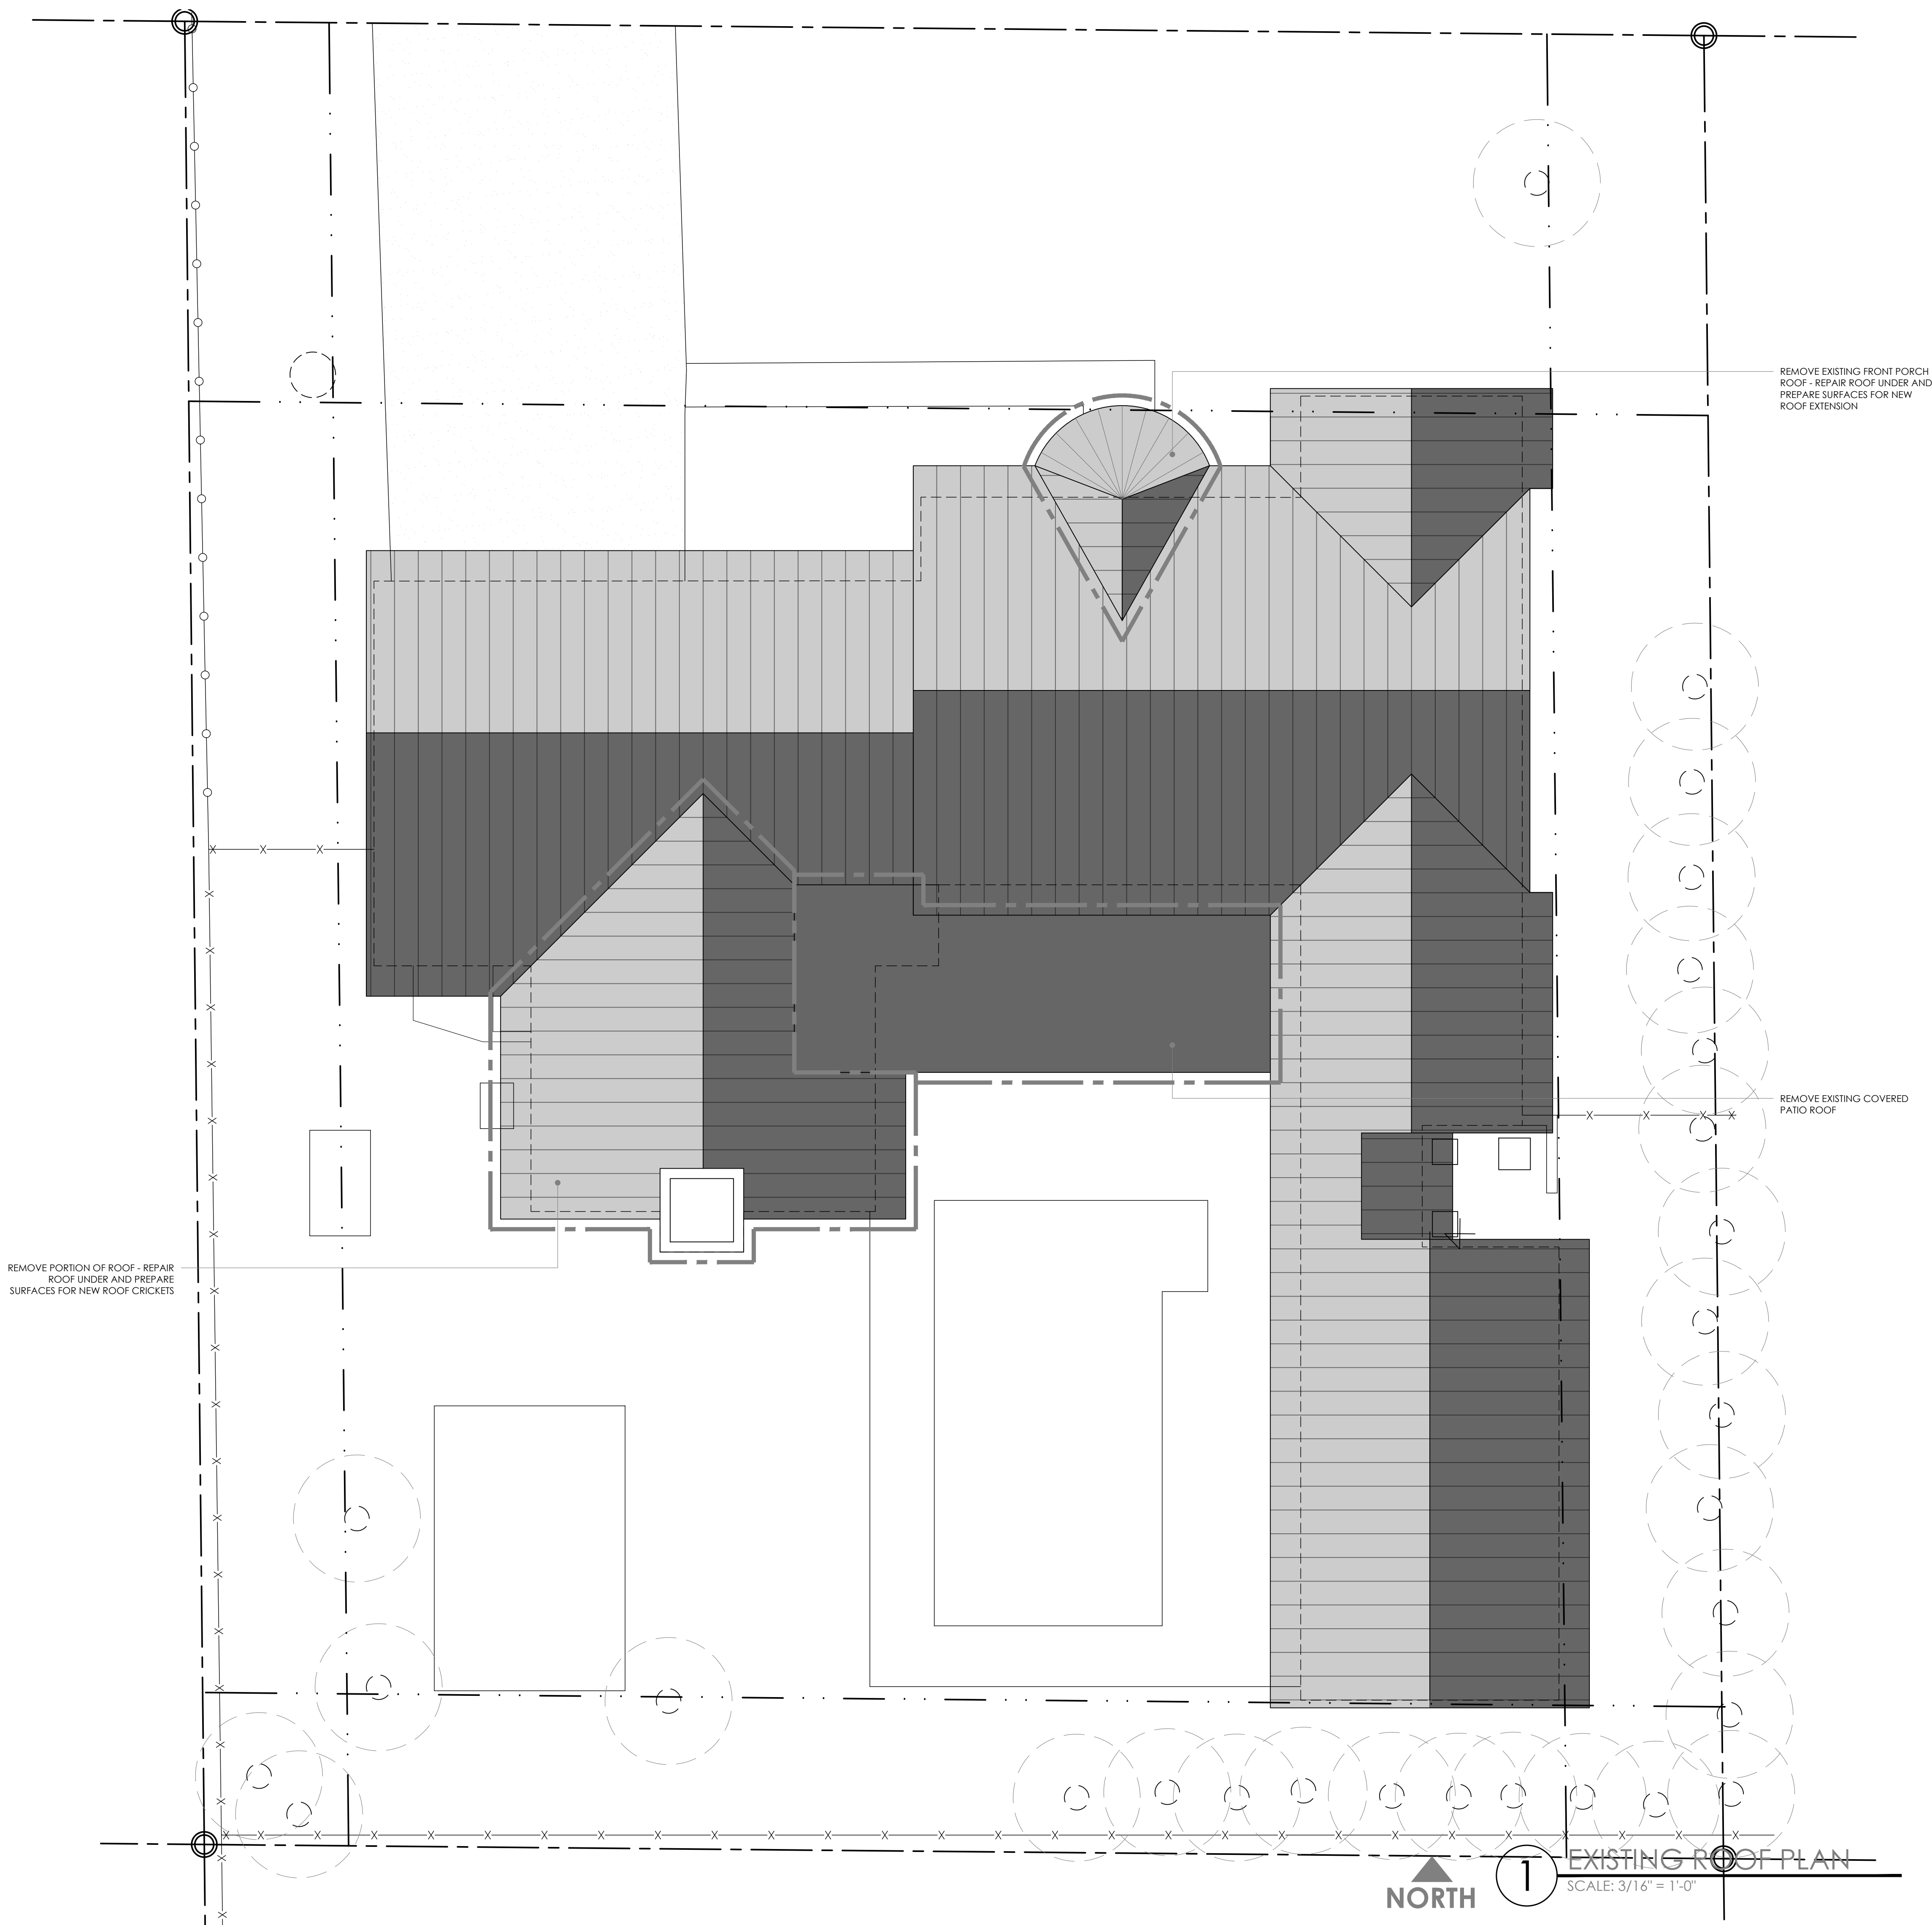 REMOVE EXISTING FRONT PORCH
ROOF - REPAIR ROOF UNDER AND
PREPARE SURFACES FOR NEW
ROOF EXTENSION
REMOVE EXISTING COVERED
PATIO ROOF
REMOVE PORTION OF ROOF - REPAIR
ROOF UNDER AND PREPARE
SURFACES FOR NEW ROOF CRICKETS
NORTH
1
EXISTING ROOF PLAN
SCALE: 3/16" = 1'-0"